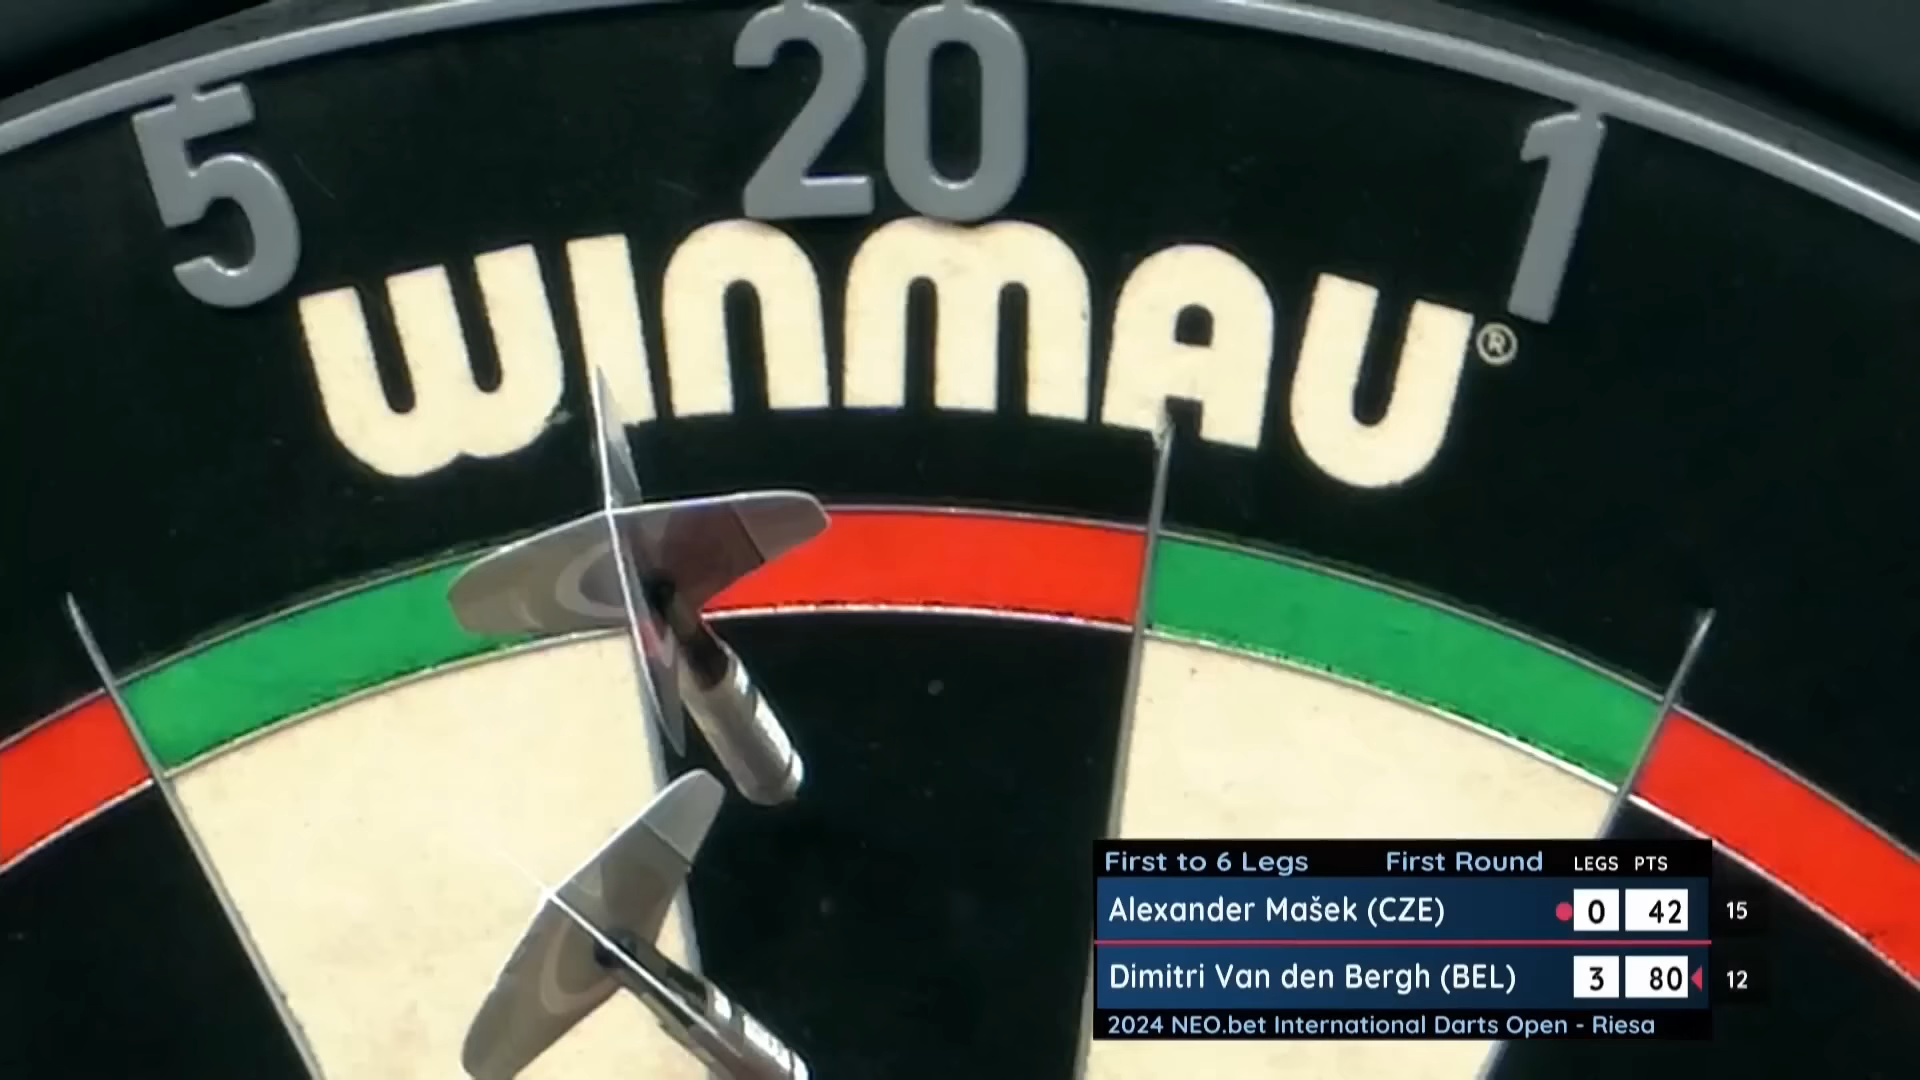 5 20 1
WINMAU®
First to 6 Legs First Round LEGS PTS
Alexander Mašek (CZE) 0 42 15
Dimitri Van den Bergh (BEL) 3 80 12
2024 NEO.bet International Darts Open - Riesa